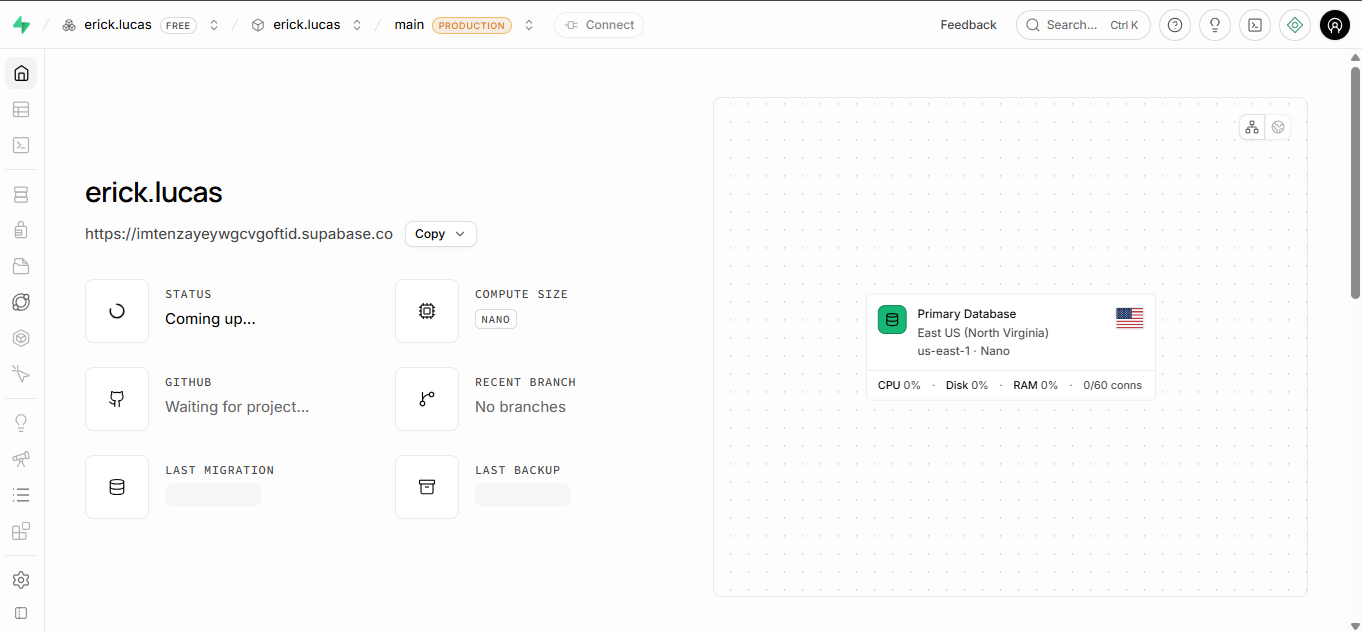 erick.lucas FREE erick.lucas main PRODUCTION Connect Feedback Search... Ctrl K
erick.lucas
https://imtenzayeywgcvgoftid.supabase.co Copy
STATUS
Coming up...
COMPUTE SIZE
NANO
GITHUB
Waiting for project...
RECENT BRANCH
No branches
LAST MIGRATION
LAST BACKUP
Primary Database
East US (North Virginia)
us-east-1 · Nano
CPU 0% · Disk 0% · RAM 0% · 0/60 conns